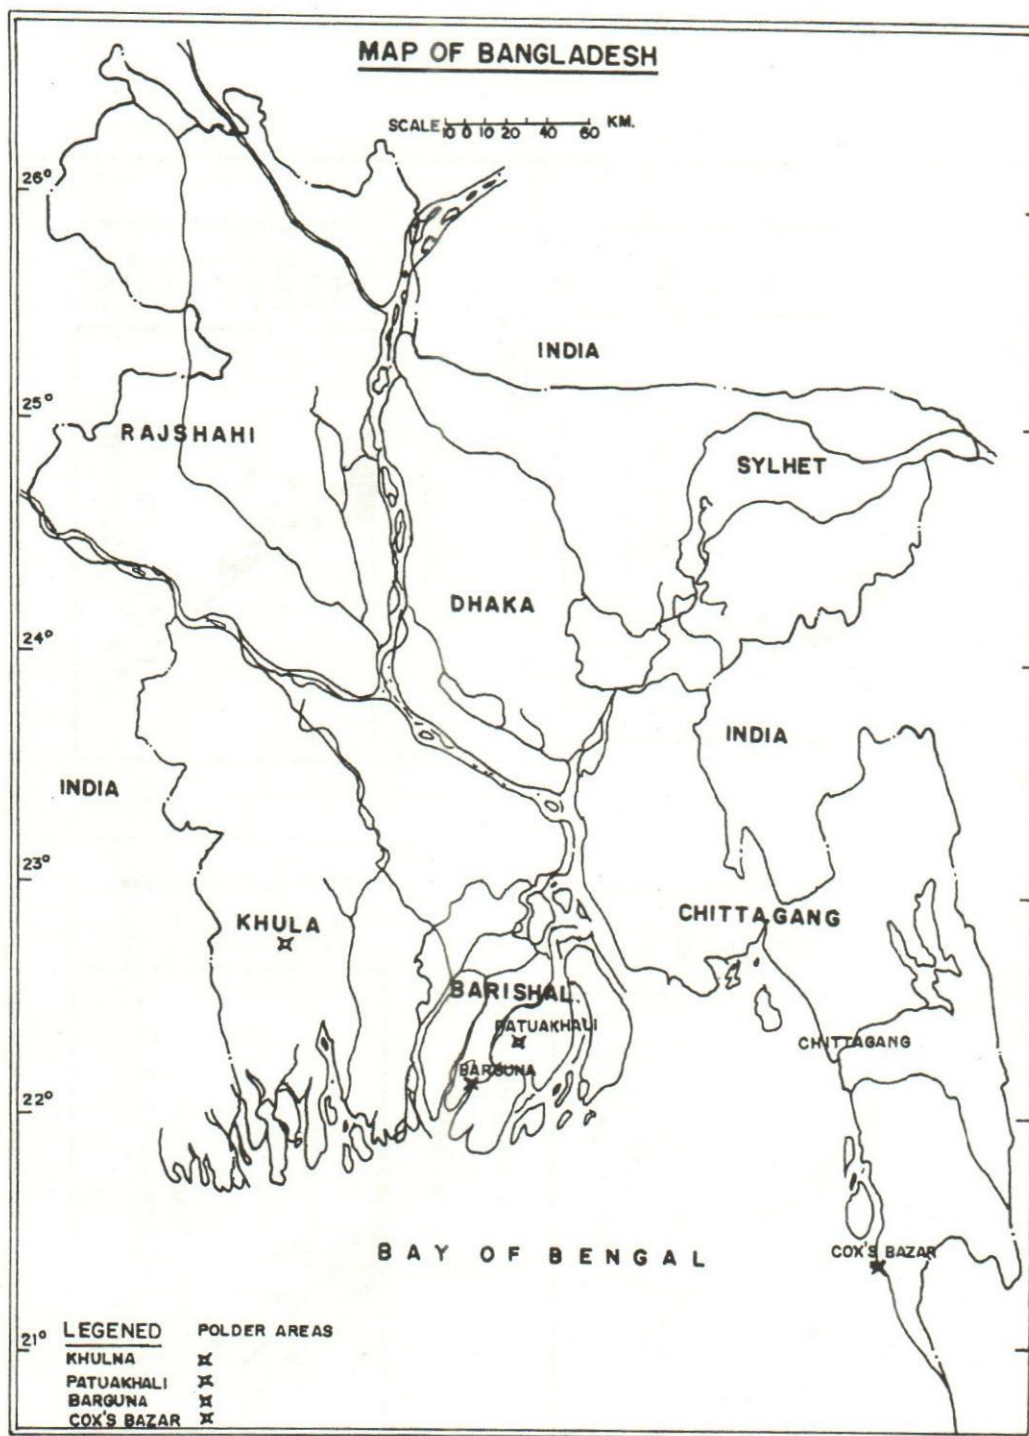 MAP OF BANGLADESH
SCALE 10 0 10 20 40 60 KM.
26°
INDIA
25°
RAJSHAHI
SYLHET
DHAKA
24°
INDIA
INDIA
23°
KHULA
CHITTAGANG
BARISHAL
PATUAKHALI
CHITTAGANG
BARGUNA
22°
COX'S BAZAR
BAY OF BENGAL
21°
LEGENED POLDER AREAS
KHULNA
PATUAKHALI
BARGUNA
COX'S BAZAR